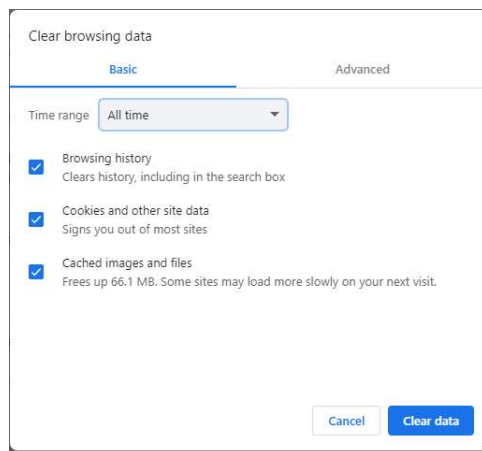 Clear browsing data
Basic Advanced
Time range All time
Browsing history
Clears history, including in the search box
Cookies and other site data
Signs you out of most sites
Cached images and files
Frees up 66.1 MB. Some sites may load more slowly on your next visit.
Cancel Clear data